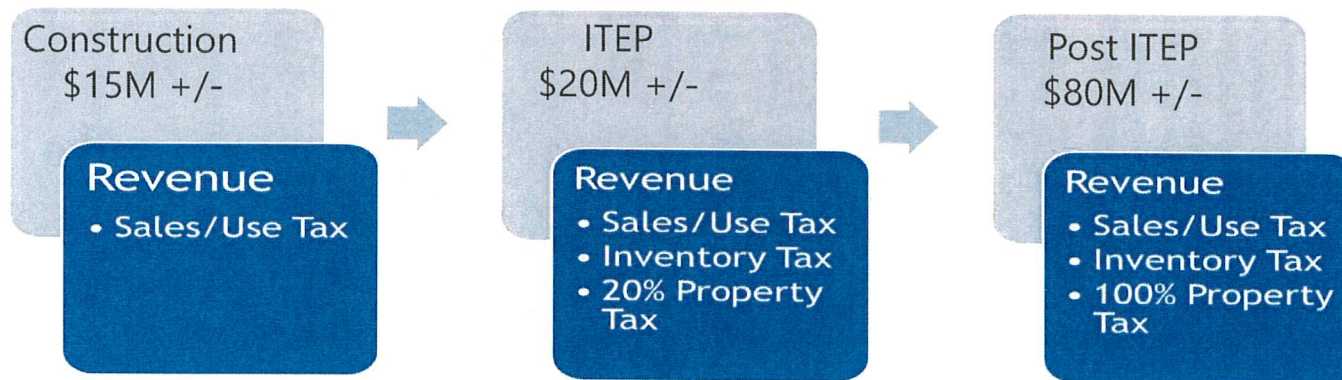 Construction
$15M +/-
Revenue
• Sales/Use Tax
ITEP
$20M +/-
Revenue
• Sales/Use Tax
• Inventory Tax
• 20% Property
Tax
Post ITEP
$80M +/-
Revenue
• Sales/Use Tax
• Inventory Tax
• 100% Property
Tax